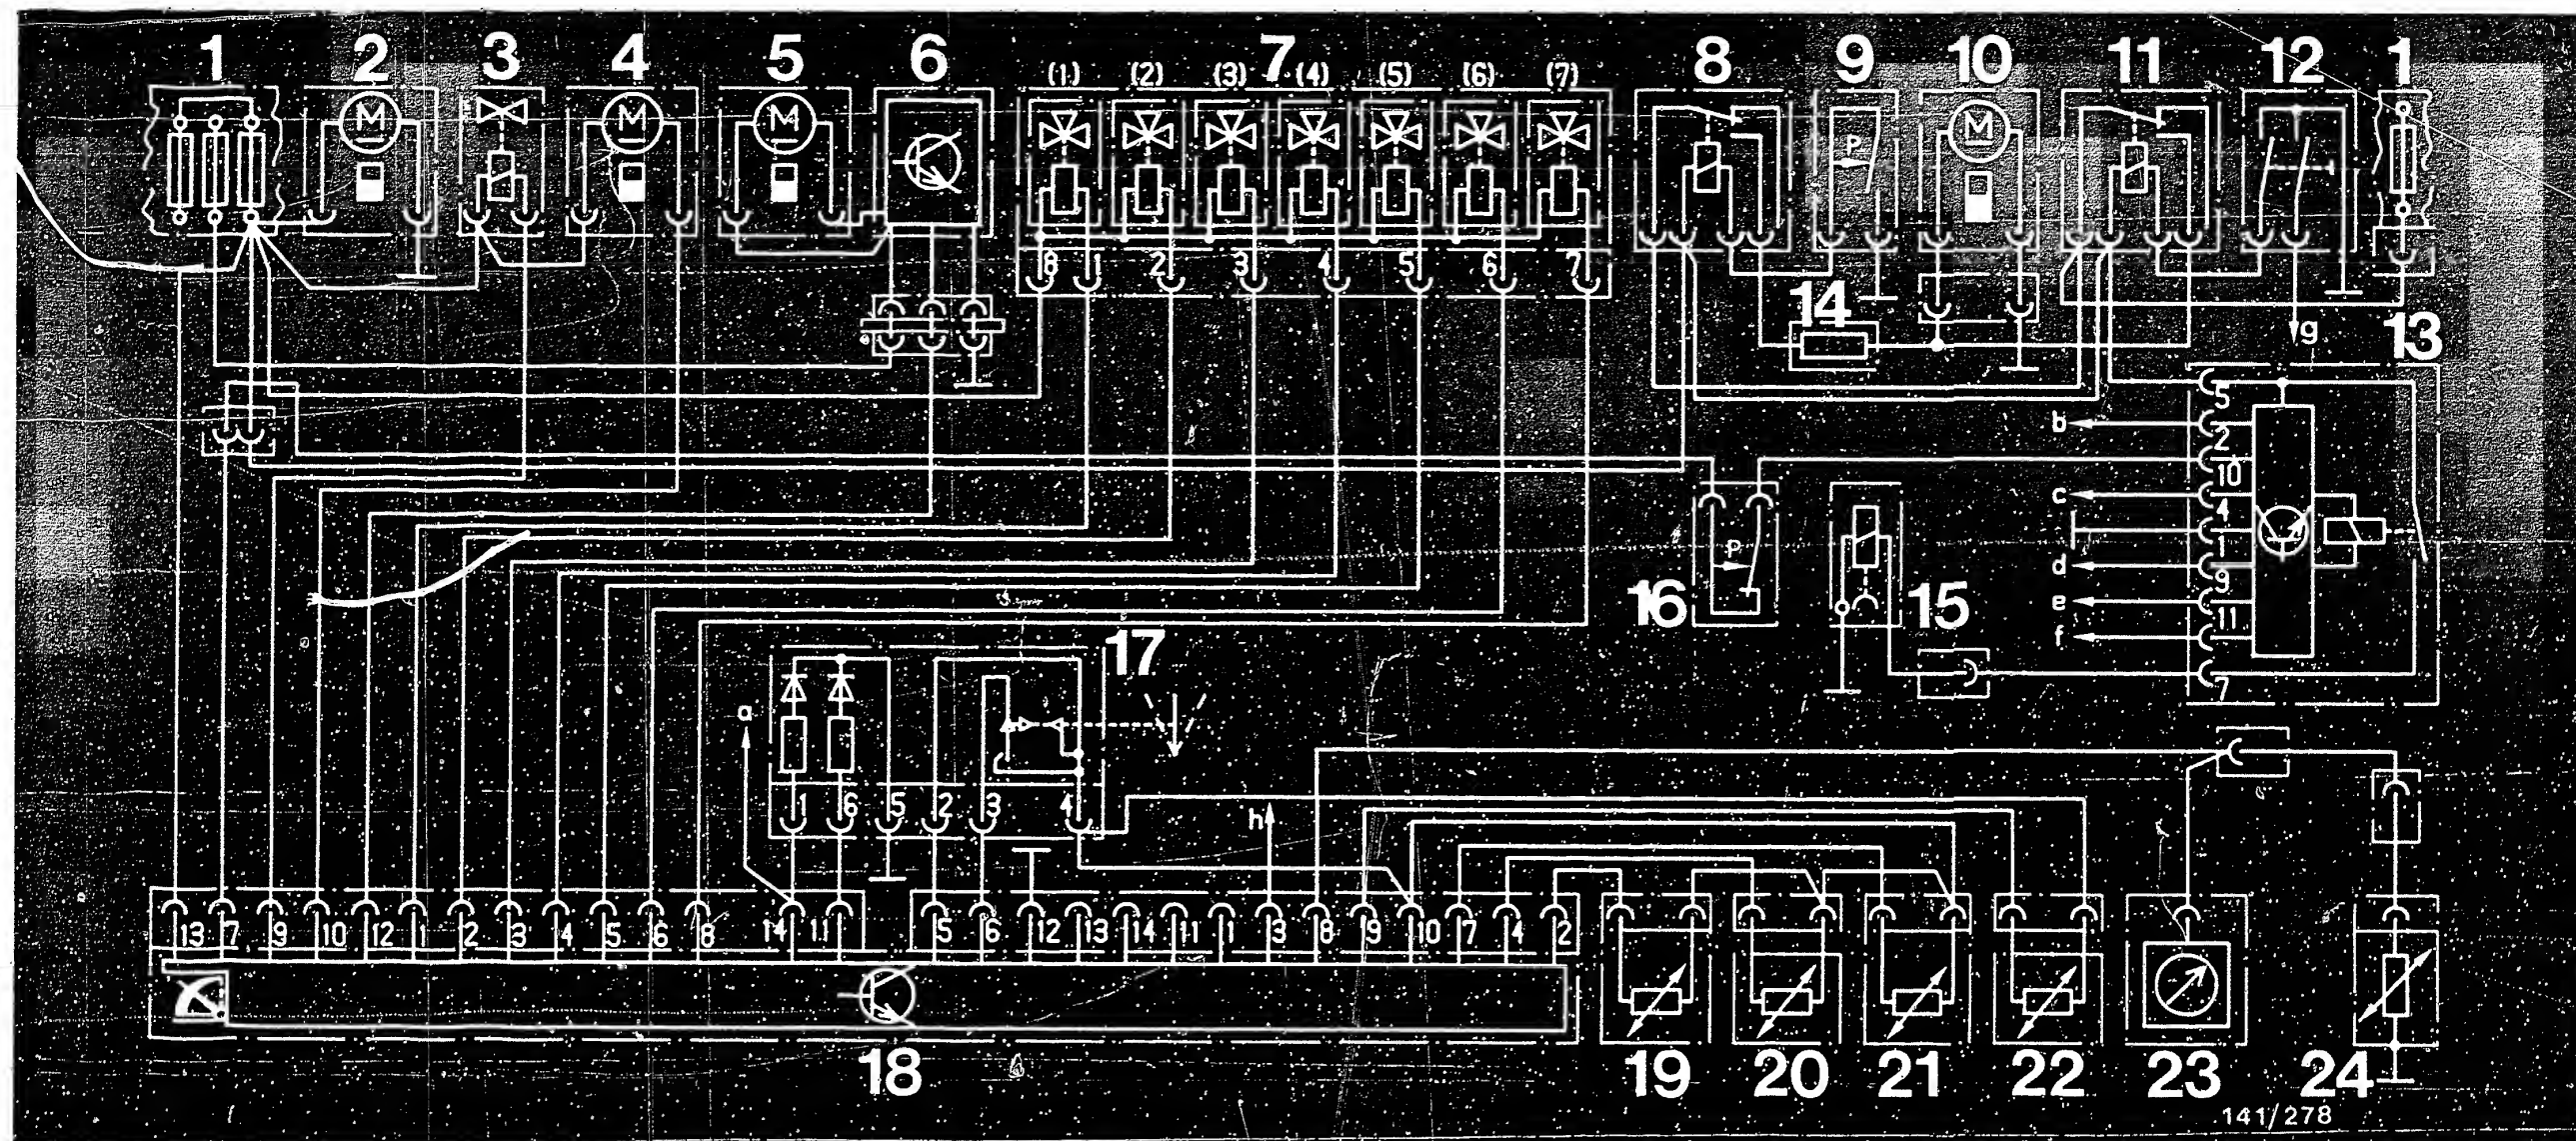 1 2 3 4 5 6 7 8 9 10 11 12 1
(1) (2) (3) (4) (5) (6) (7)
M M M P M
8 1 2 3 4 5 6 7
14 g 13
5
b 2
10
c 4
1
P d 9
16 15 e 11
f
17 7
a
1 6 5 2 3 4 h
13 7 9 10 12 1 2 3 4 5 6 8 14 11 5 6 12 13 14 11 1 3 8 9 10 7 4 2
18 19 20 21 22 23 24
141/278